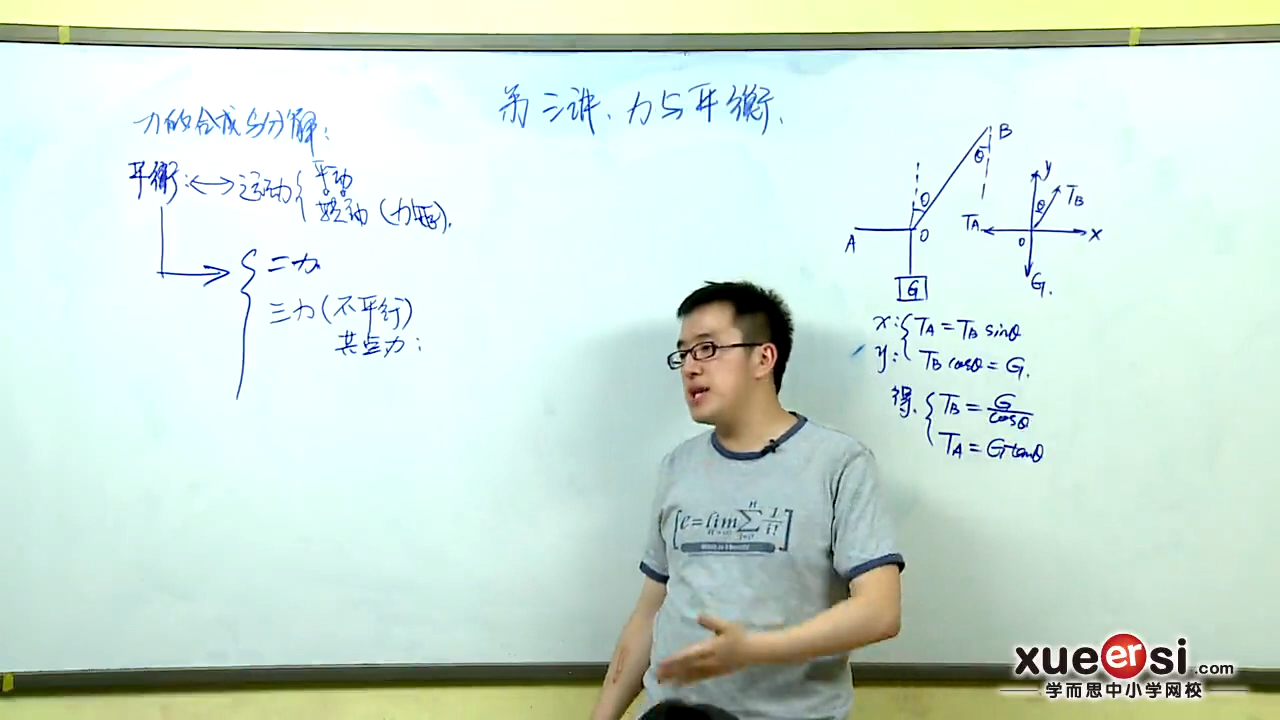 第三讲、力与平衡.
力的合成与分解:
平衡:↔运动{平动
转动(力矩).
{二力
三力(不平行)
共点力:
B
θ
θ
A
O
G
y
T_B
θ
T_A
o
x
G.
x:{T_A = T_B sinθ
y: T_B cosθ = G.
得.{T_B = G/cosθ
T_A = G tanθ
[e = lim Σ 1/i!]
xueersi.com
学而思中小学网校